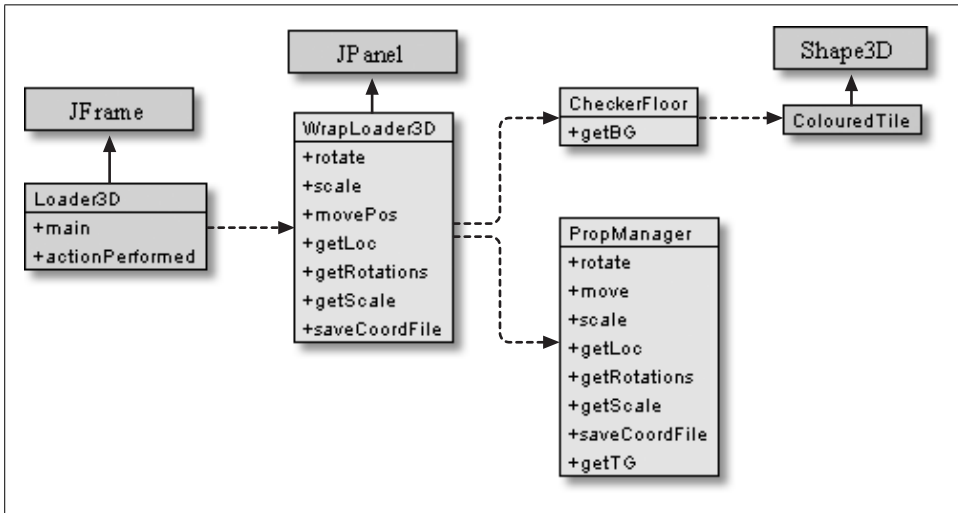 JFrame
Loader3D
+main
+actionPerformed
JPanel
WrapLoader3D
+rotate
+scale
+movePos
+getLoc
+getRotations
+getScale
+saveCoordFile
CheckerFloor
+getBG
Shape3D
ColouredTile
PropManager
+rotate
+move
+scale
+getLoc
+getRotations
+getScale
+saveCoordFile
+getTG